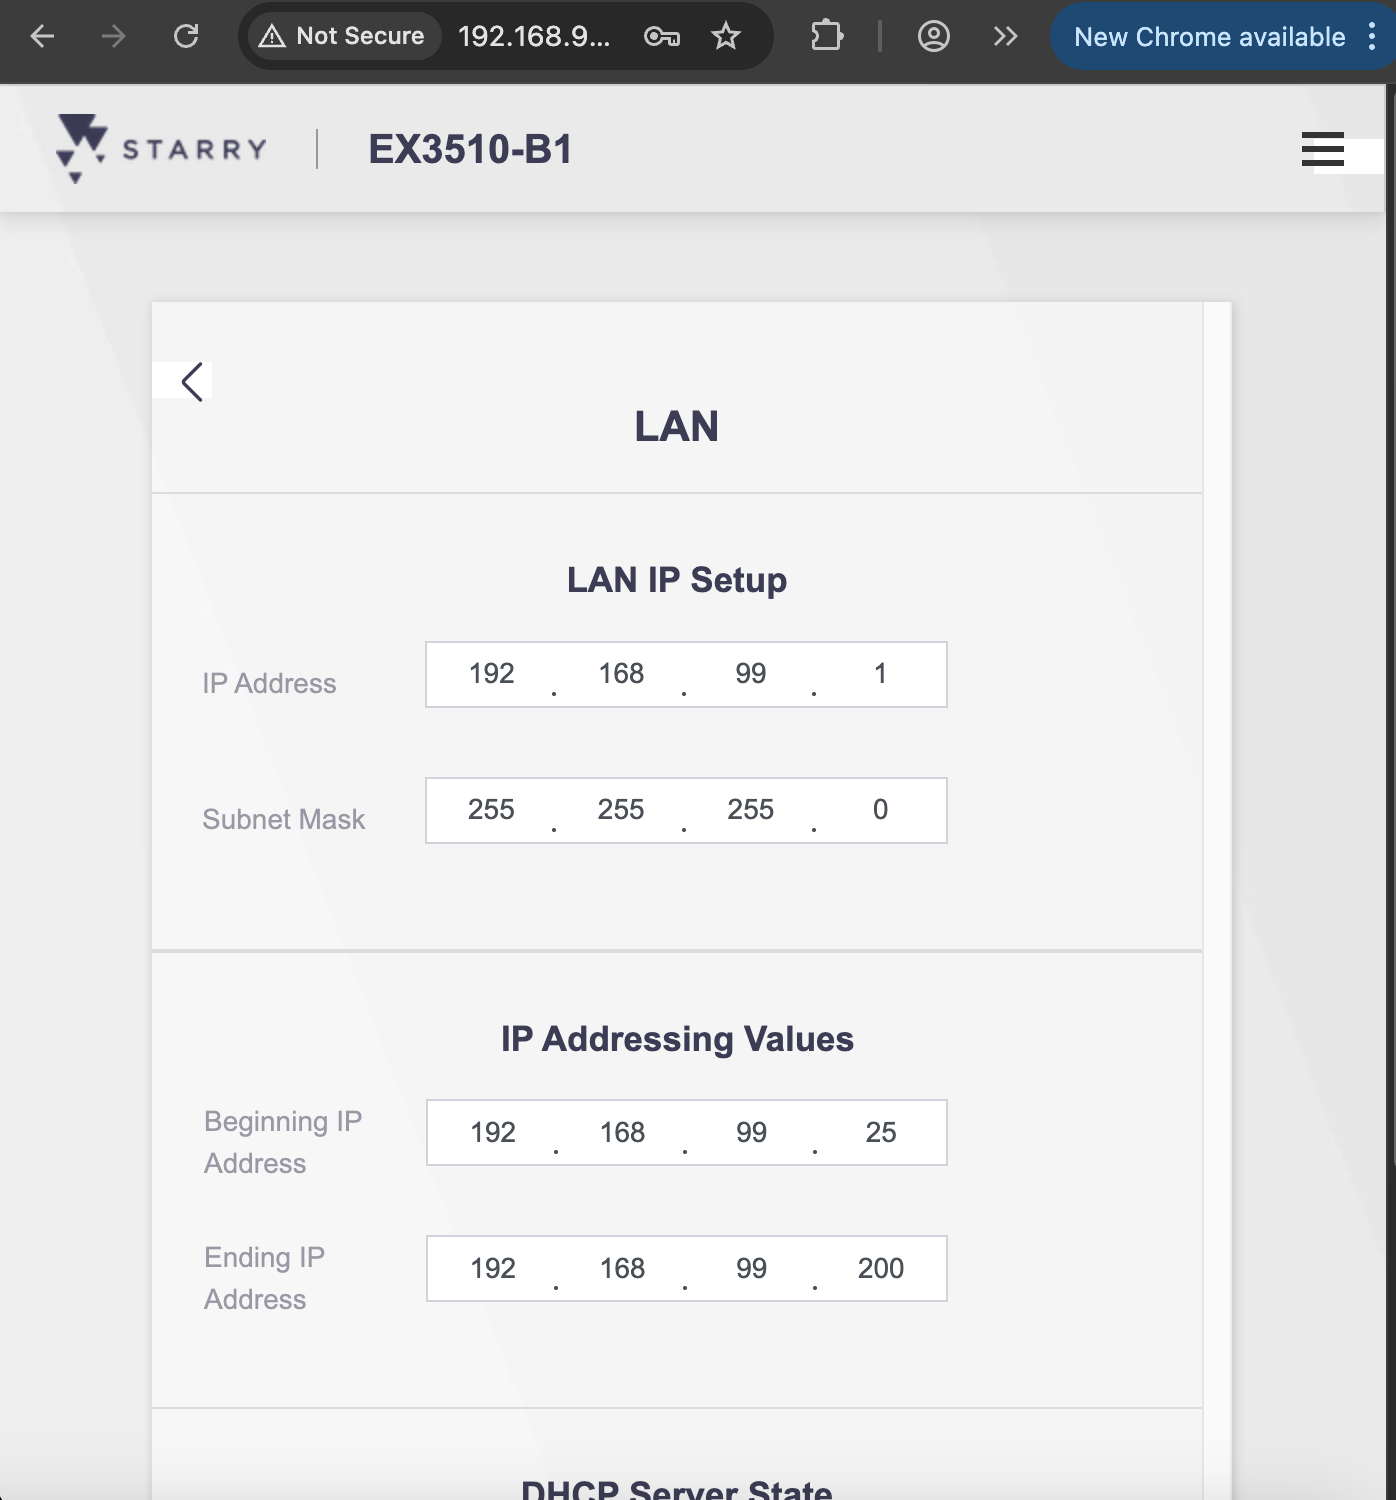 Not Secure 192.168.9... New Chrome available
STARRY EX3510-B1
LAN
LAN IP Setup
IP Address 192 . 168 . 99 . 1
Subnet Mask 255 . 255 . 255 . 0
IP Addressing Values
Beginning IP
Address 192 . 168 . 99 . 25
Ending IP
Address 192 . 168 . 99 . 200
DHCP Server State